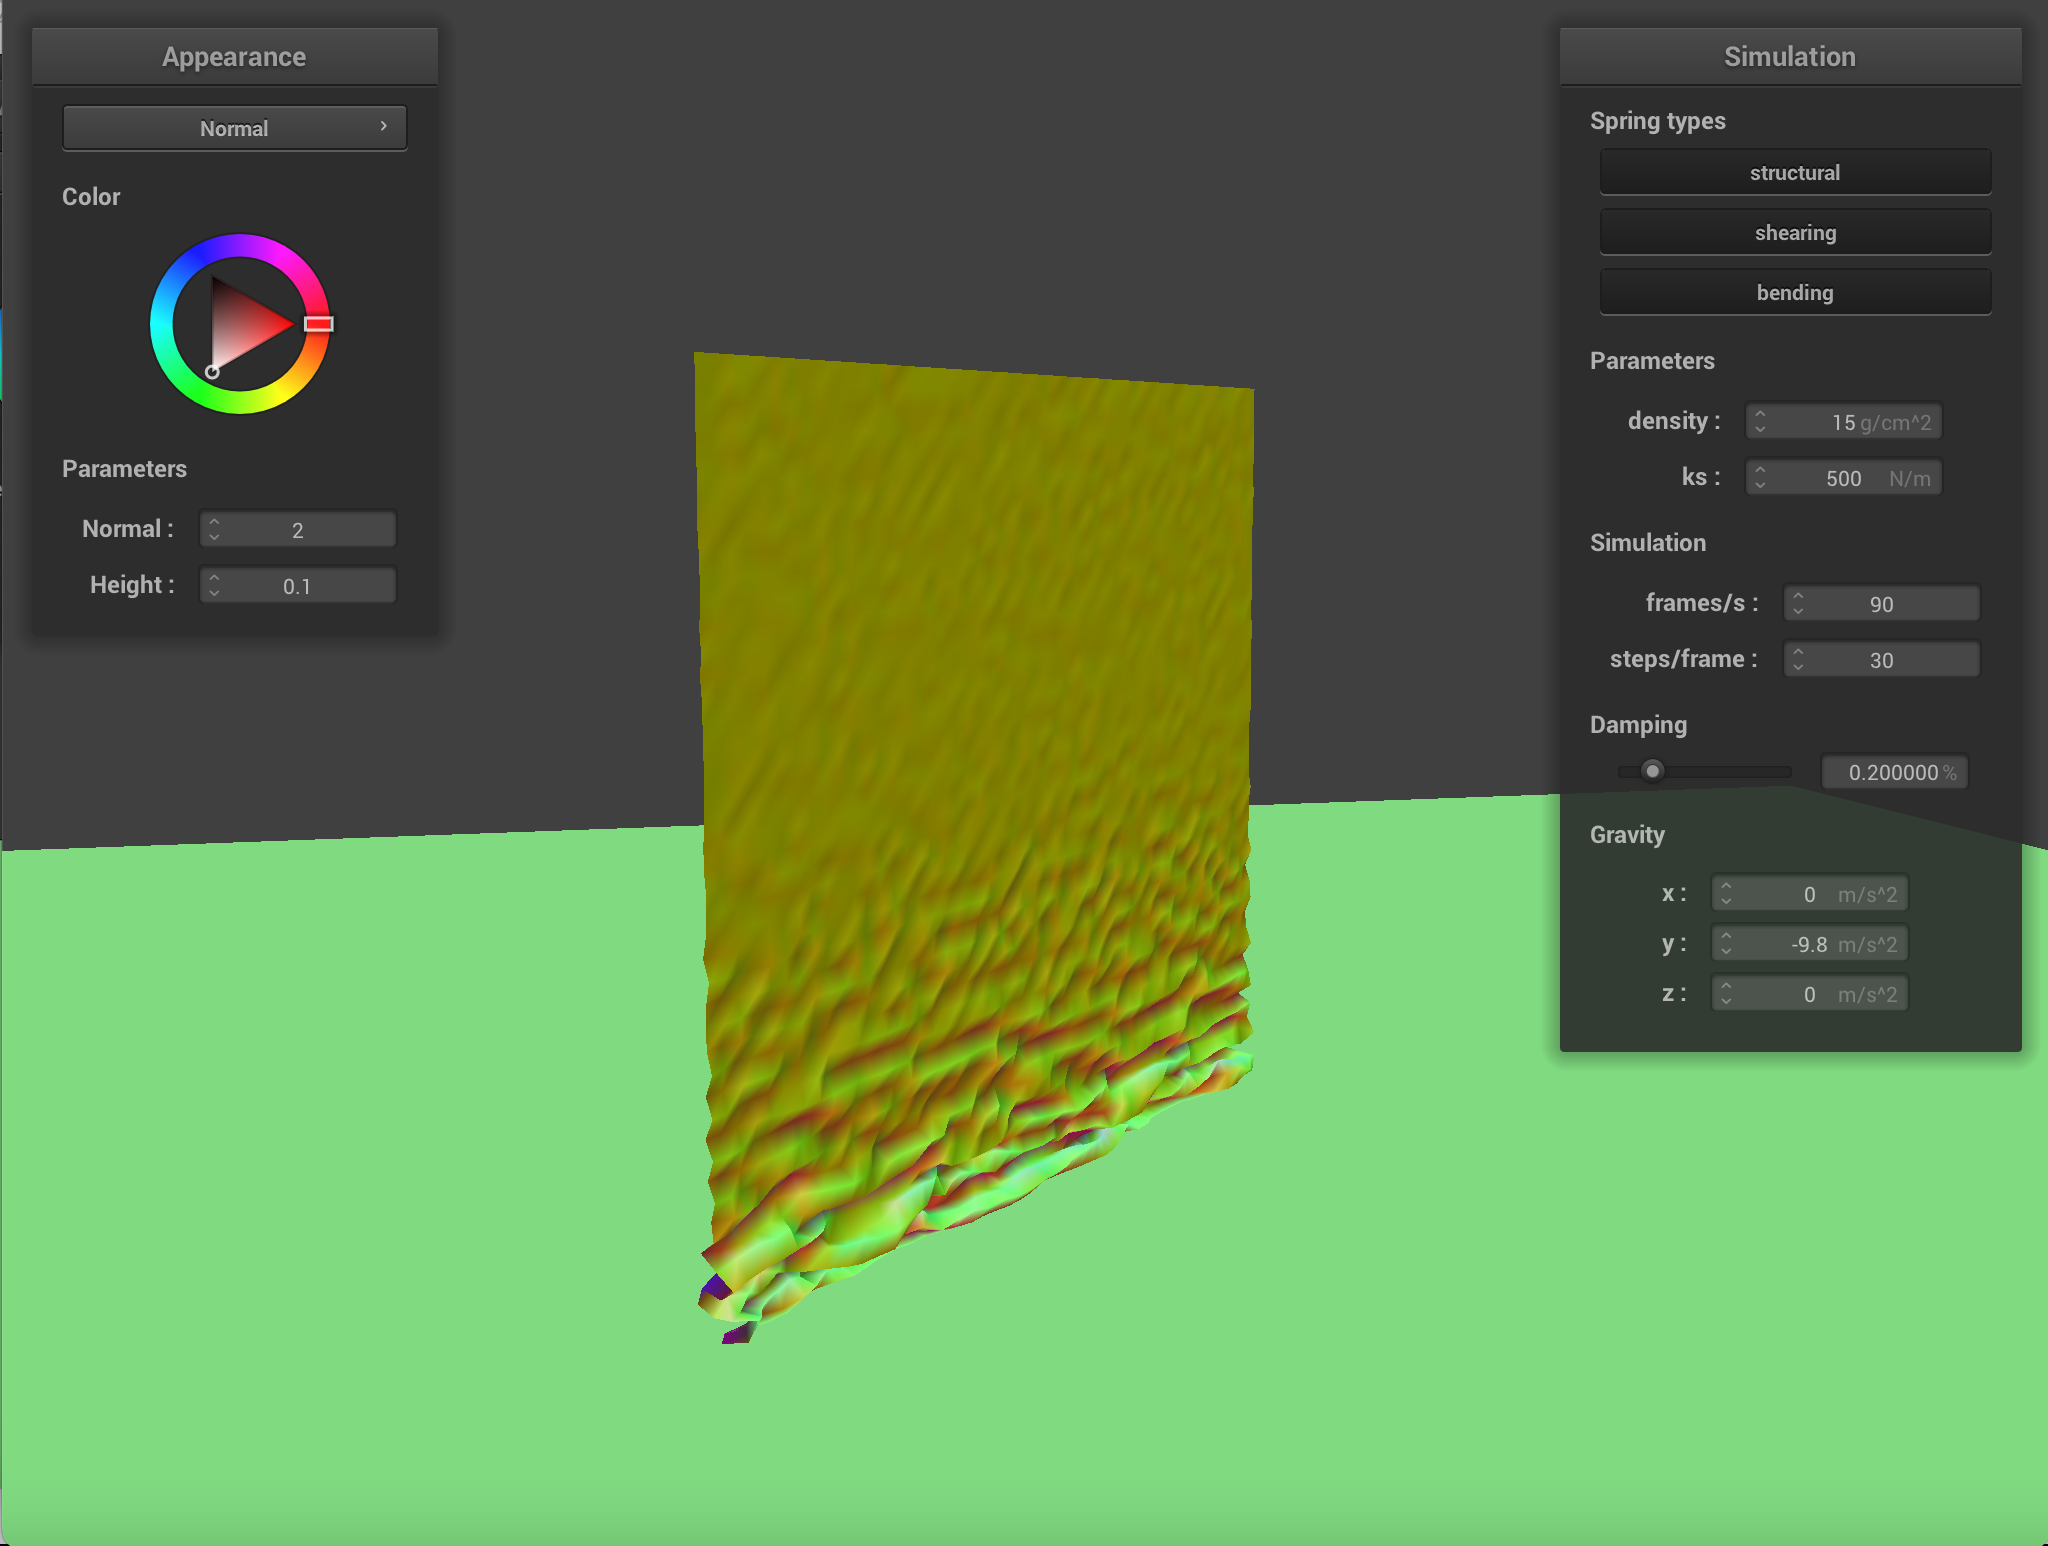 Appearance
Normal
Color
Parameters
Normal : 2
Height : 0.1
Simulation
Spring types
structural
shearing
bending
Parameters
density : 15 g/cm^2
ks : 500 N/m
Simulation
frames/s : 90
steps/frame : 30
Damping
0.200000 %
Gravity
x : 0 m/s^2
y : -9.8 m/s^2
z : 0 m/s^2